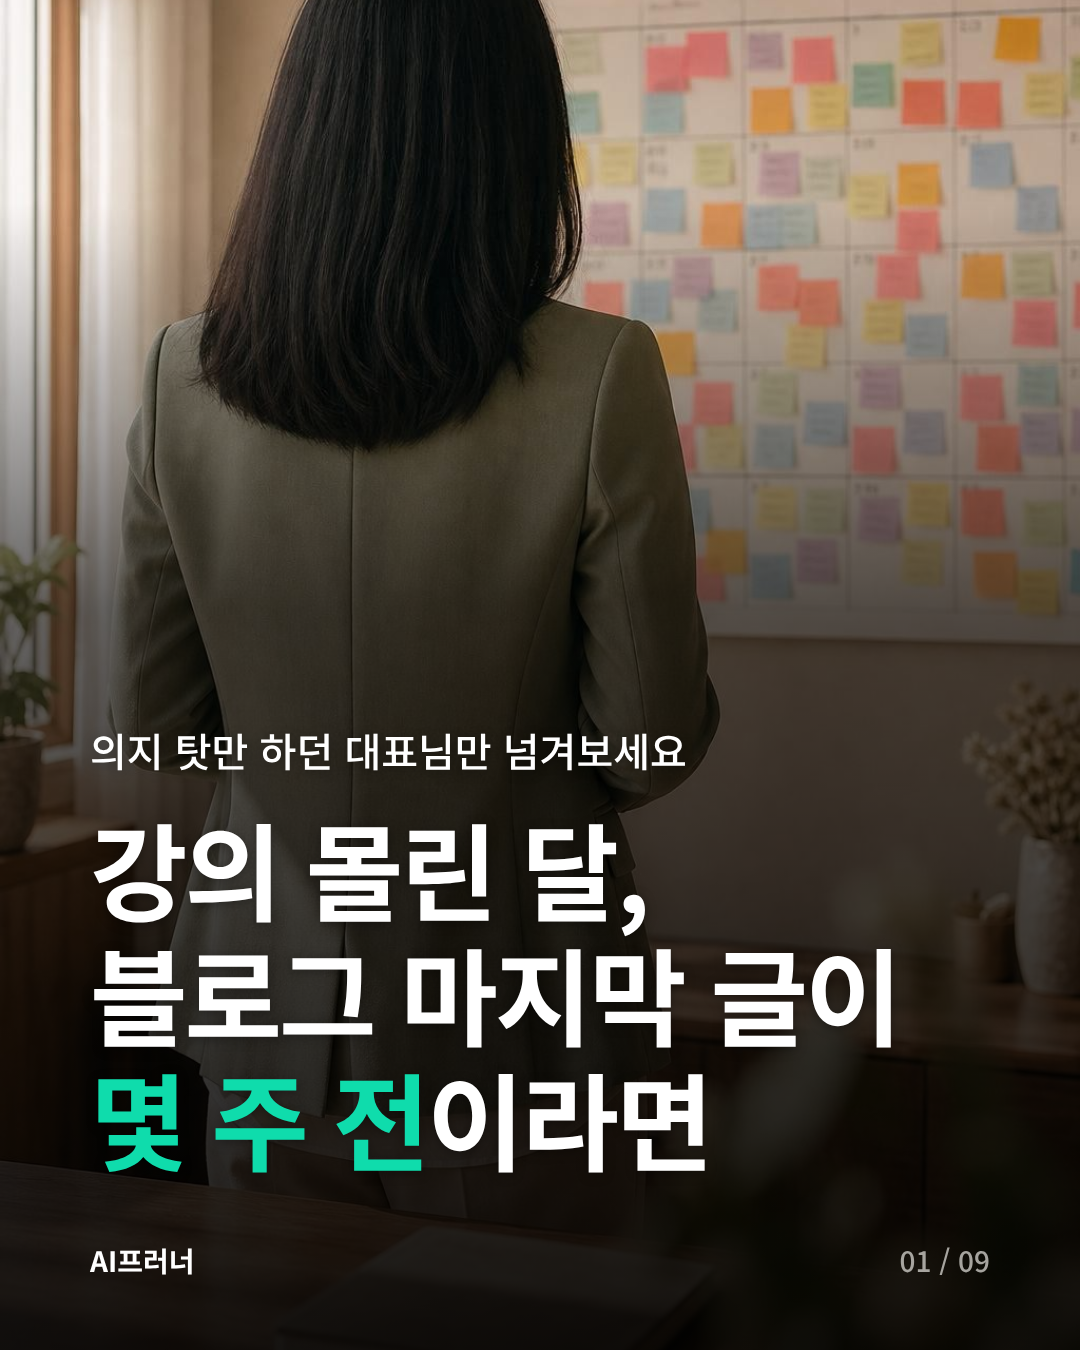 의지 탓만 하던 대표님만 넘겨보세요
강의 몰린 달,
블로그 마지막 글이
몇 주 전이라면
AI프러너
01 / 09